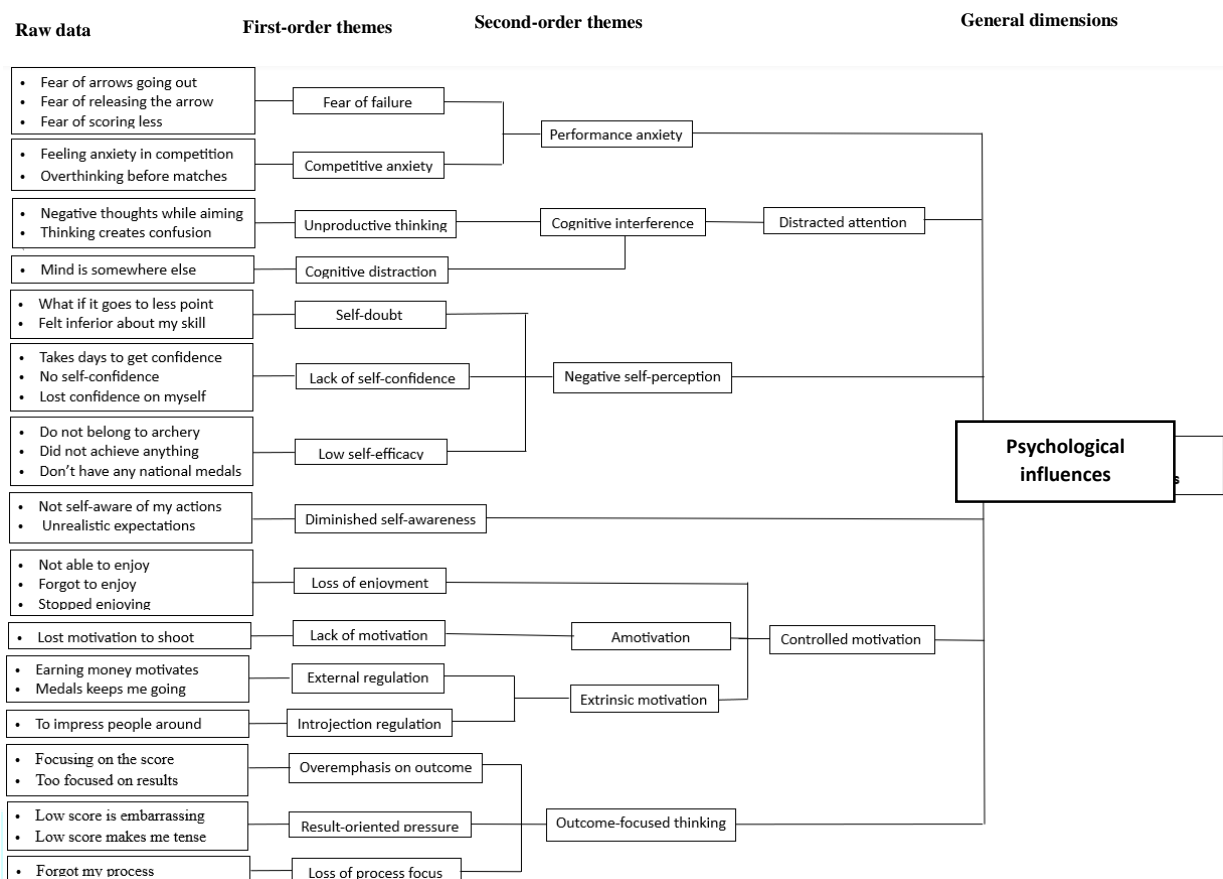 Raw data
First-order themes
Second-order themes
General dimensions
• Fear of arrows going out
• Fear of releasing the arrow
• Fear of scoring less
Fear of failure
Performance anxiety
• Feeling anxiety in competition
• Overthinking before matches
Competitive anxiety
• Negative thoughts while aiming
• Thinking creates confusion
Unproductive thinking
Cognitive interference
Distracted attention
• Mind is somewhere else
Cognitive distraction
• What if it goes to less point
• Felt inferior about my skill
Self-doubt
• Takes days to get confidence
• No self-confidence
• Lost confidence on myself
Lack of self-confidence
Negative self-perception
• Do not belong to archery
• Did not achieve anything
• Don't have any national medals
Low self-efficacy
Psychological
influences
s
• Not self-aware of my actions
• Unrealistic expectations
Diminished self-awareness
• Not able to enjoy
• Forgot to enjoy
• Stopped enjoying
Loss of enjoyment
• Lost motivation to shoot
Lack of motivation
Amotivation
Controlled motivation
• Earning money motivates
• Medals keeps me going
External regulation
Extrinsic motivation
• To impress people around
Introjection regulation
• Focusing on the score
• Too focused on results
Overemphasis on outcome
• Low score is embarrassing
• Low score makes me tense
Result-oriented pressure
Outcome-focused thinking
• Forgot my process
Loss of process focus